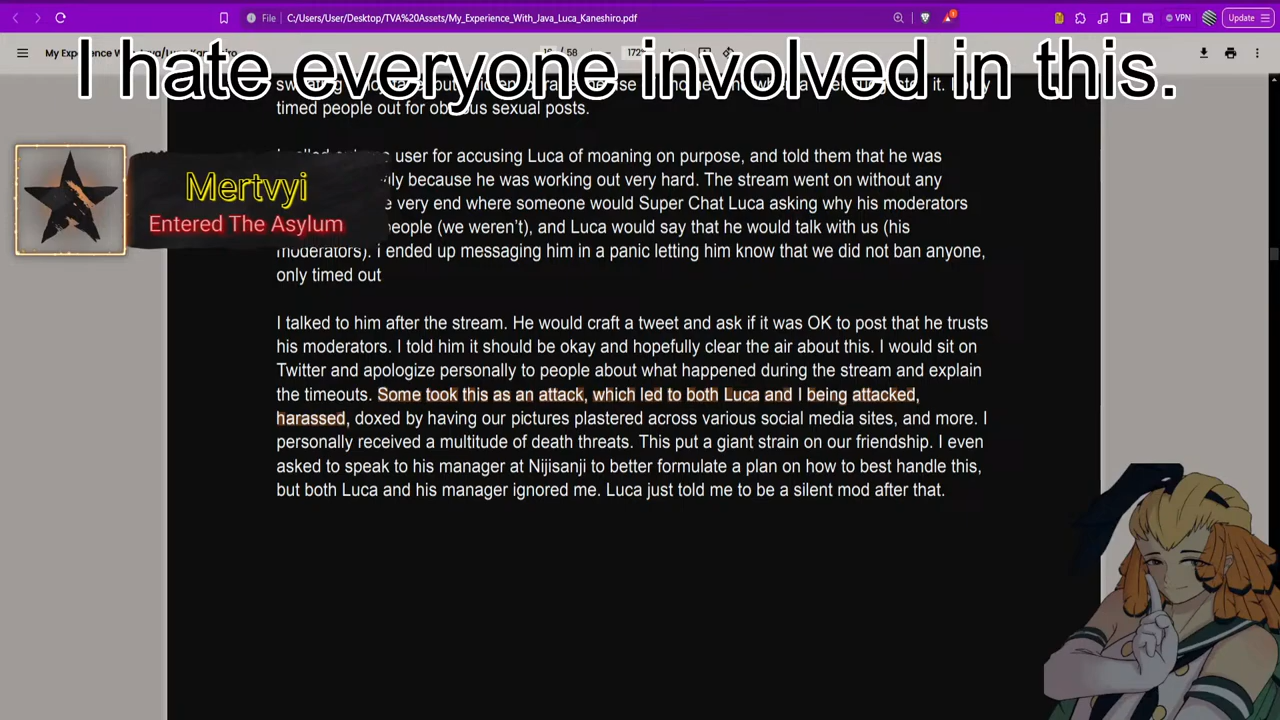 File C:/Users/User/Desktop/TVA%20Assets/My_Experience_With_Java_Luca_Kaneshiro.pdf
VPN
Update
58
172%
I hate everyone involved in this.
timed people out for sexual posts.
user for accusing Luca of moaning on purpose, and told them that he was
because he was working out very hard. The stream went on without any
very end where someone would Super Chat Luca asking why his moderators
people (we weren't), and Luca would say that he would talk with us (his
Mertvyi
Entered The Asylum
moderators). I ended up messaging him in a panic letting him know that we did not ban anyone,
only timed out
I talked to him after the stream. He would craft a tweet and ask if it was OK to post that he trusts
his moderators. I told him it should be okay and hopefully clear the air about this. I would sit on
Twitter and apologize personally to people about what happened during the stream and explain
the timeouts. Some took this as an attack, which led to both Luca and I being attacked,
harassed, doxed by having our pictures plastered across various social media sites, and more. I
personally received a multitude of death threats. This put a giant strain on our friendship. I even
asked to speak to his manager at Nijisanji to better formulate a plan on how to best handle this,
but both Luca and his manager ignored me. Luca just told me to be a silent mod after that.